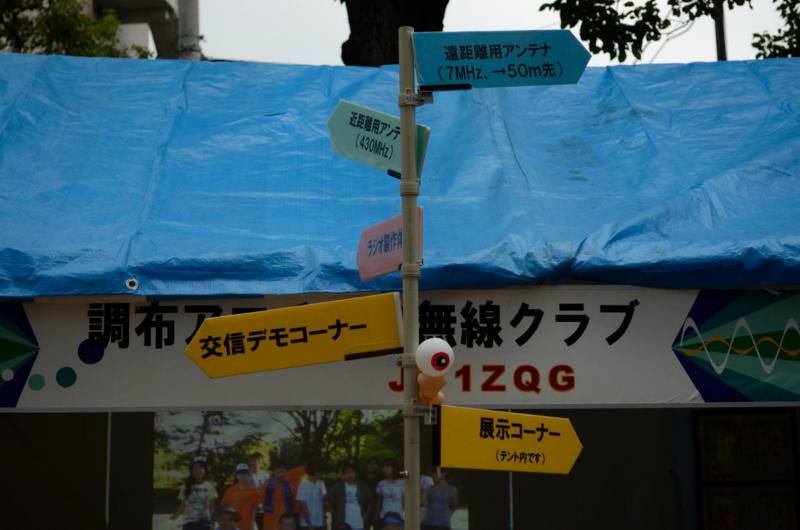 遠距離用アンテナ
(7MHz、→50m先)
近距離用アンテ
(430MHz)
ラジオ製作
調布ア
無線クラブ
交信デモコーナー
1ZQG
展示コーナー
(テント内です)